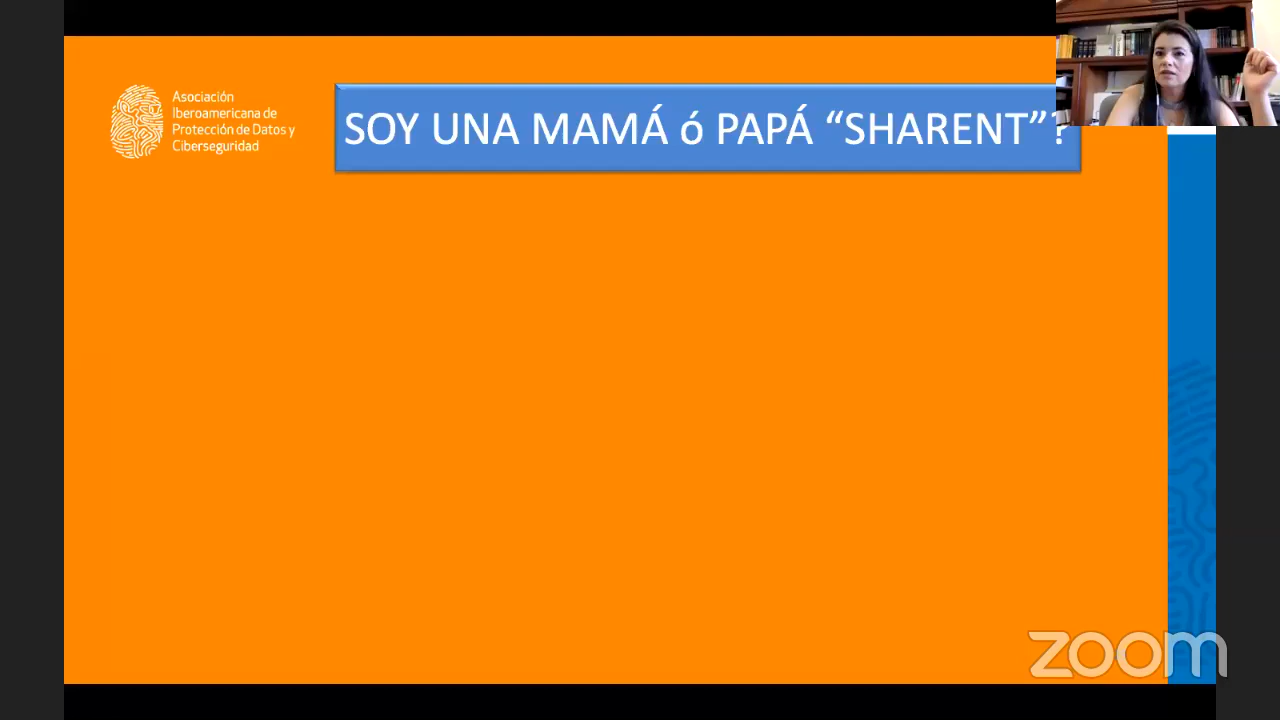 Asociación
Iberoamericana de
Protección de Datos y
Ciberseguridad
SOY UNA MAMÁ ó PAPÁ “SHARENT”?
zoom